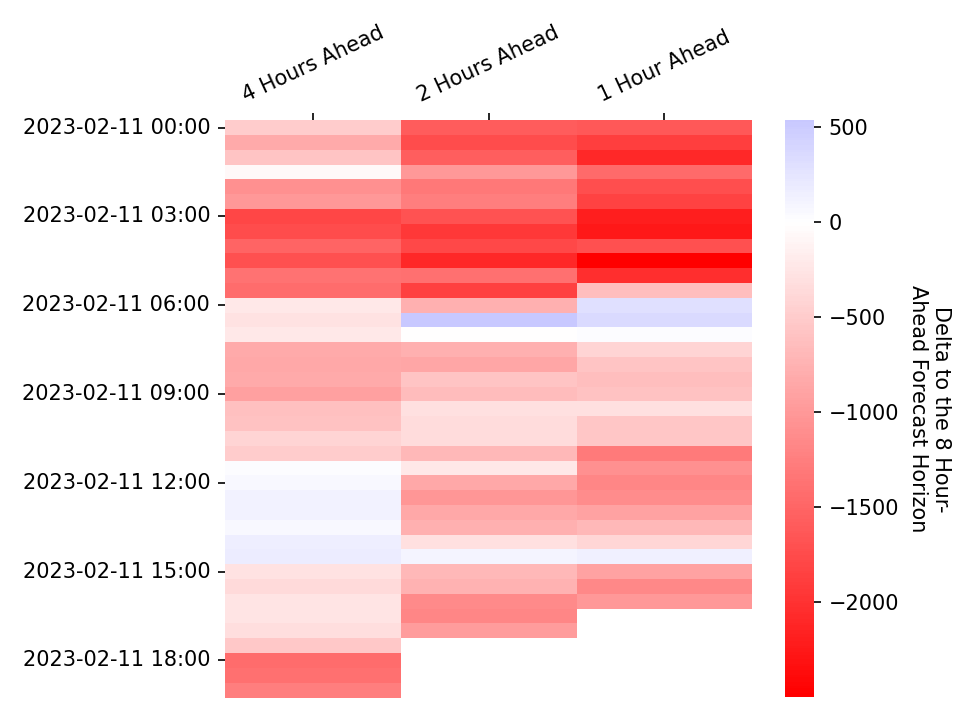 4 Hours Ahead
2 Hours Ahead
1 Hour Ahead
2023-02-11 00:00
2023-02-11 03:00
2023-02-11 06:00
2023-02-11 09:00
2023-02-11 12:00
2023-02-11 15:00
2023-02-11 18:00
500
0
−500
−1000
−1500
−2000
Delta to the 8 Hour-
Ahead Forecast Horizon